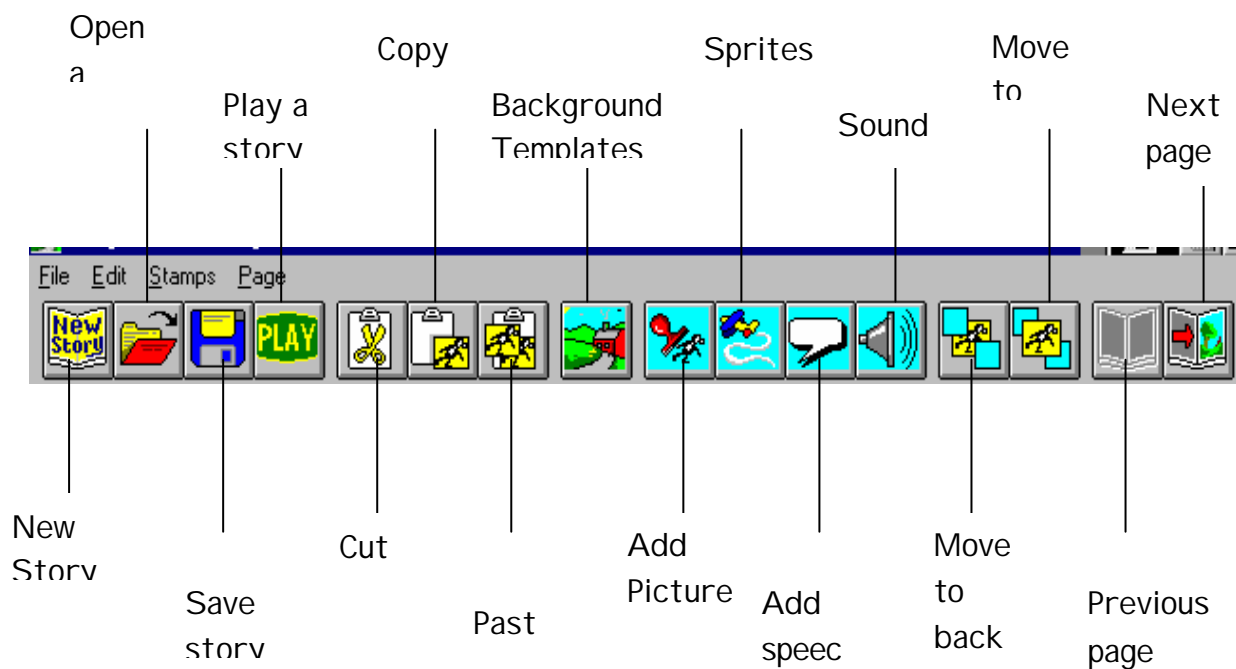 Open
a
Copy
Sprites
Move
to
Play a
story
Background
Templates
Sound
Next
page
File Edit Stamps Page
New
Story
PLAY
New
Story
Cut
Add
Picture
Move
to
back
Save
story
Past
Add
speec
Previous
page